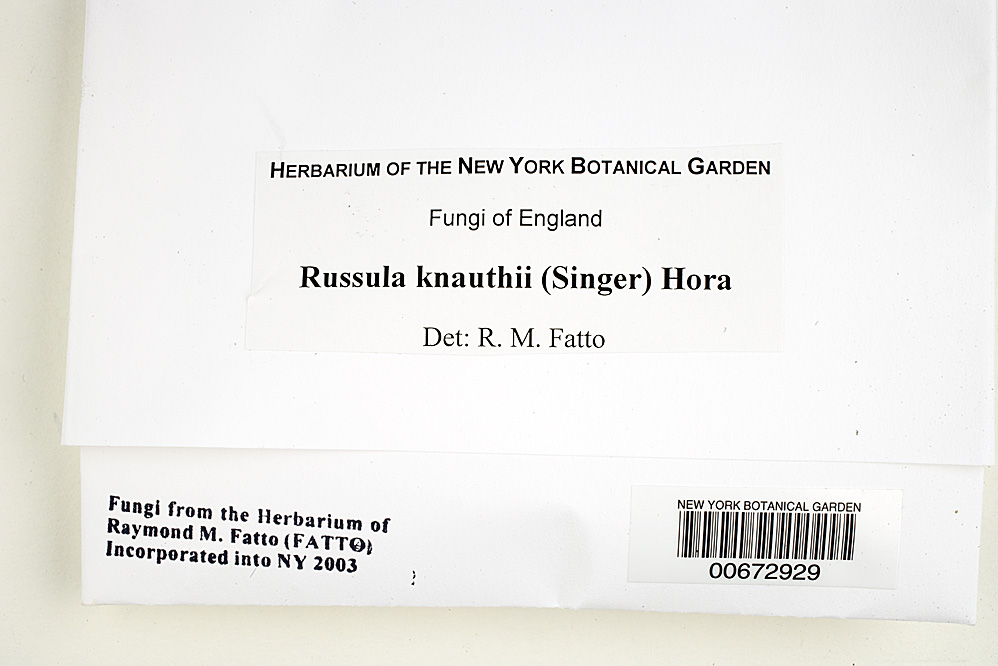 HERBARIUM OF THE NEW YORK BOTANICAL GARDEN
Fungi of England
Russula knauthii (Singer) Hora
Det: R. M. Fatto
Fungi from the Herbarium of
Raymond M. Fatto (FATTO)
Incorporated into NY 2003
NEW YORK BOTANICAL GARDEN
00672929